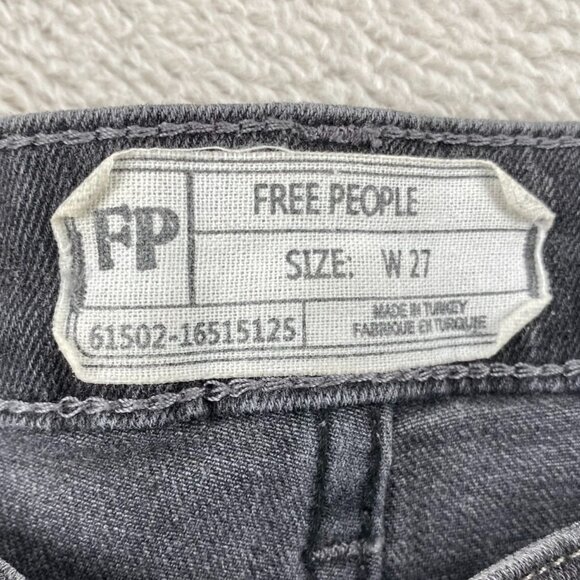 FP
FREE PEOPLE
SIZE: W 27
61502-16515125
MADE IN TURKEY
FABRIQUE EN TURQUIE